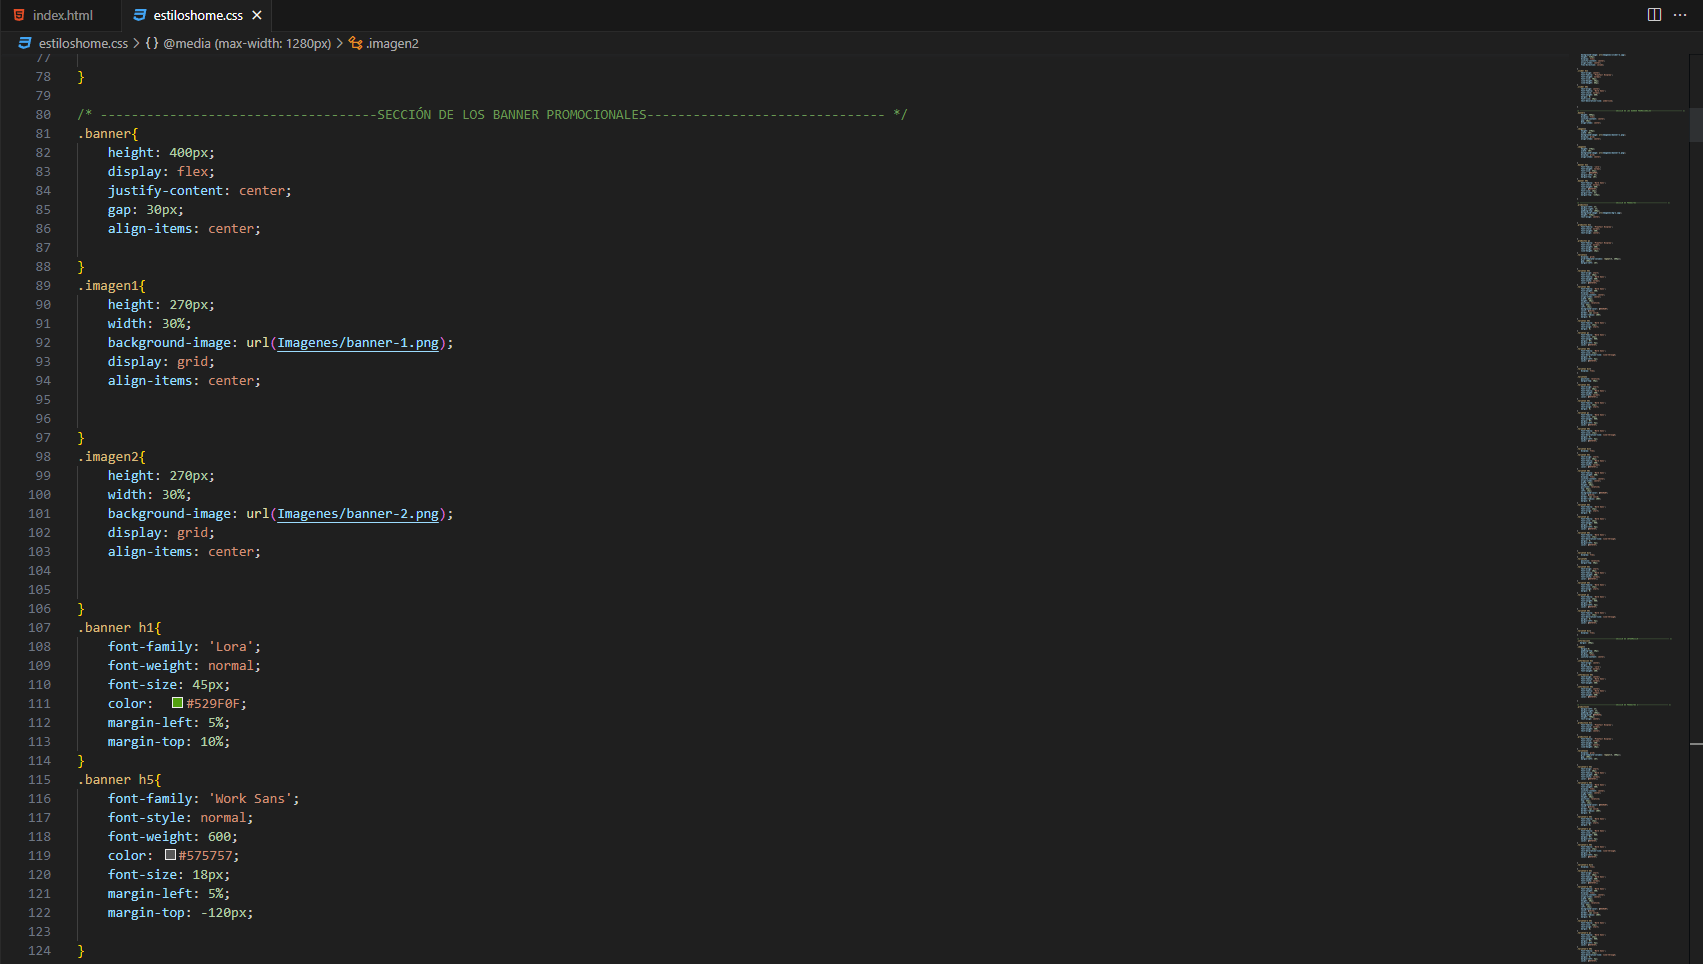 index.html
estiloshome.css
estiloshome.css > {} @media (max-width: 1280px) > .imagen2
77
78 }
79
80 /* ------------------------------------SECCIÓN DE LOS BANNER PROMOCIONALES------------------------------- */
81 .banner{
82 height: 400px;
83 display: flex;
84 justify-content: center;
85 gap: 30px;
86 align-items: center;
87
88 }
89 .imagen1{
90 height: 270px;
91 width: 30%;
92 background-image: url(Imagenes/banner-1.png);
93 display: grid;
94 align-items: center;
95
96
97 }
98 .imagen2{
99 height: 270px;
100 width: 30%;
101 background-image: url(Imagenes/banner-2.png);
102 display: grid;
103 align-items: center;
104
105
106 }
107 .banner h1{
108 font-family: 'Lora';
109 font-weight: normal;
110 font-size: 45px;
111 color: #529F0F;
112 margin-left: 5%;
113 margin-top: 10%;
114 }
115 .banner h5{
116 font-family: 'Work Sans';
117 font-style: normal;
118 font-weight: 600;
119 color: #575757;
120 font-size: 18px;
121 margin-left: 5%;
122 margin-top: -120px;
123
124 }